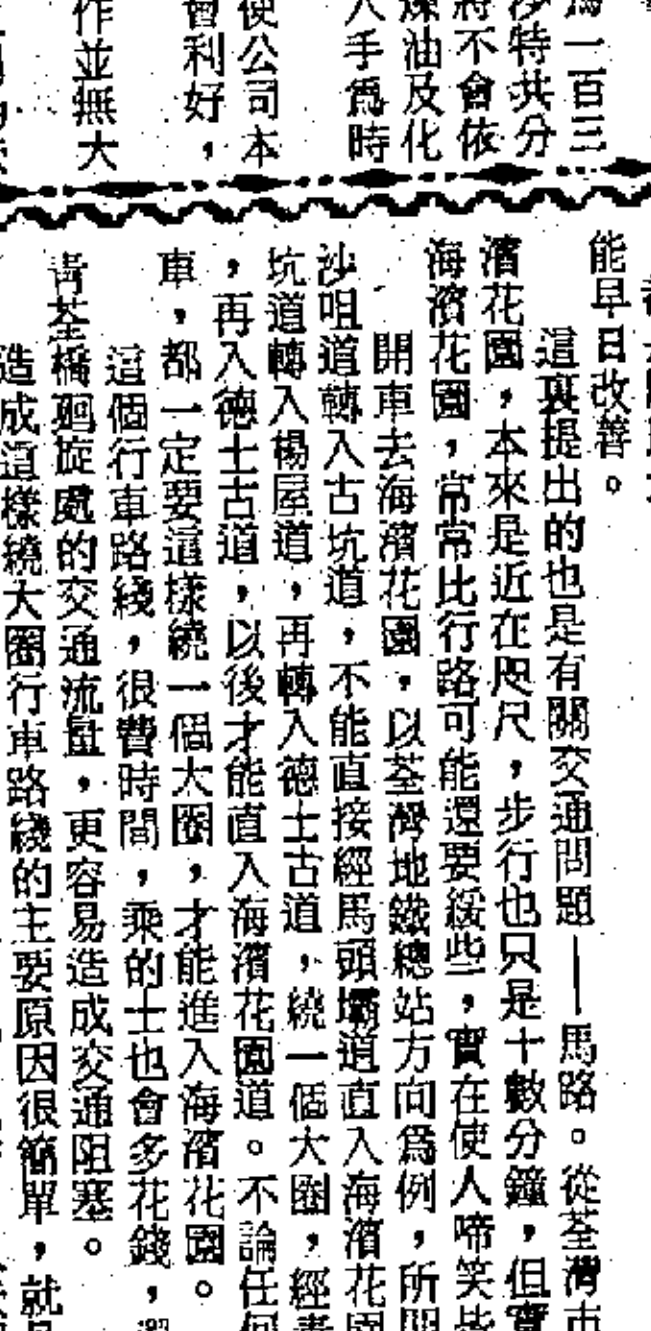 爲一百三
沙特共分
將不會依
煉油及化
人手爲時
使公司本
會利好，
作並無大
能早日改善。
這裏提出的也是有關交通問題——馬路。從荃灣市
濱花園，本來是近在咫尺，步行也只是十數分鐘，但實
海濱花園，常常比行路可能還要緩些，實在使人啼笑皆
開車去海濱花園，以荃灣地鐵總站方向爲例，所
沙咀道轉入古坑道，不能直接經馬頭壩道直入海濱花園
坑道轉入楊屋道，再轉入德士古道，繞一個大圈，經
，再入德士古道，以後才能直入海濱花園道。不論任何
車，都一定要這樣繞一個大圈，才能進入海濱花園。
這個行車路綫，很費時間，乘的士也會多花錢，
青荃橋廻旋處的交通流量，更容易造成交通阻塞。
造成這樣繞大圈行車路綫的主要原因很簡單，就